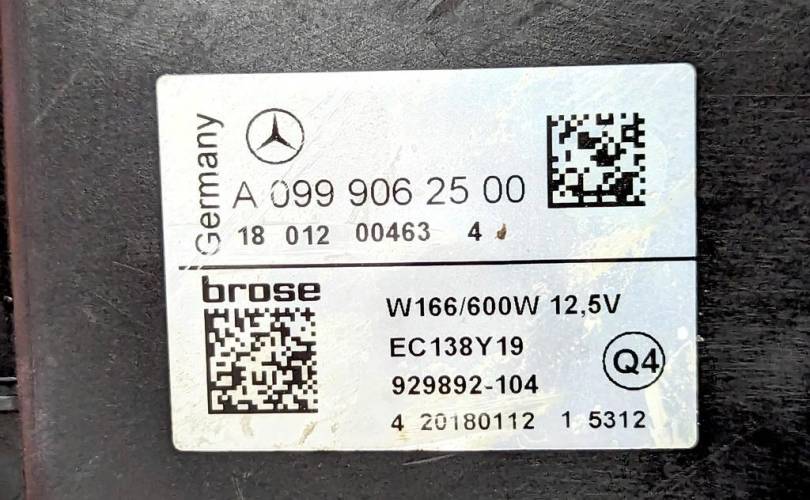 Germany
A 099 906 25 00
18 012 00463 4
brose
W166/600W 12,5V
EC138Y19
Q4
929892-104
4 20180112 1 5312